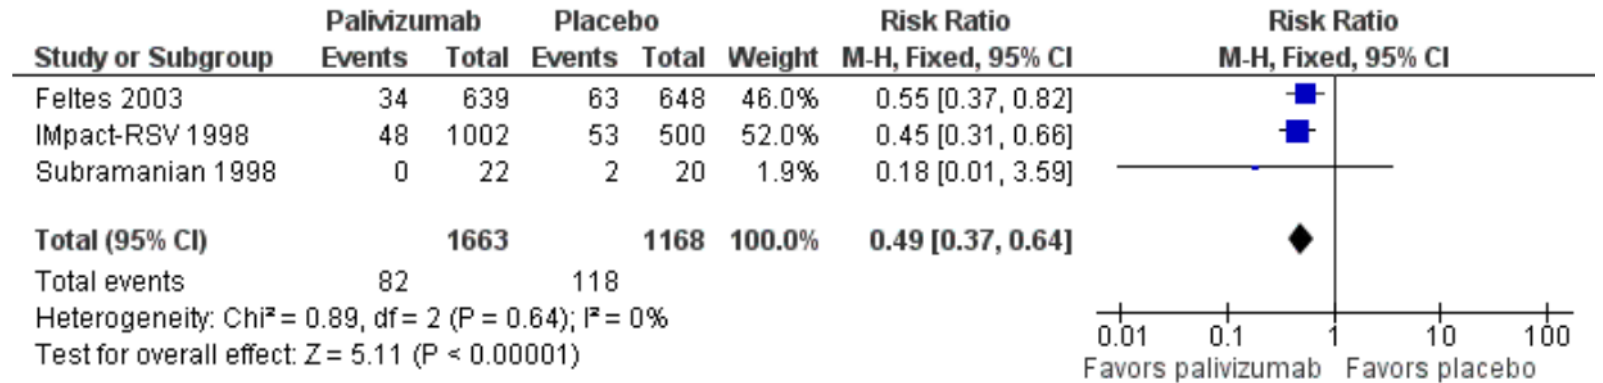 Palivizumab Placebo Risk Ratio Risk Ratio
Study or Subgroup Events Total Events Total Weight M-H, Fixed, 95% CI M-H, Fixed, 95% CI
Feltes 2003 34 639 63 648 46.0% 0.55 [0.37, 0.82]
IMpact-RSV 1998 48 1002 53 500 52.0% 0.45 [0.31, 0.66]
Subramanian 1998 0 22 2 20 1.9% 0.18 [0.01, 3.59]
Total (95% CI) 1663 1168 100.0% 0.49 [0.37, 0.64]
Total events 82 118
Heterogeneity: Chi² = 0.89, df = 2 (P = 0.64); I² = 0%
Test for overall effect: Z = 5.11 (P < 0.00001)
0.01 0.1 1 10 100
Favors palivizumab Favors placebo